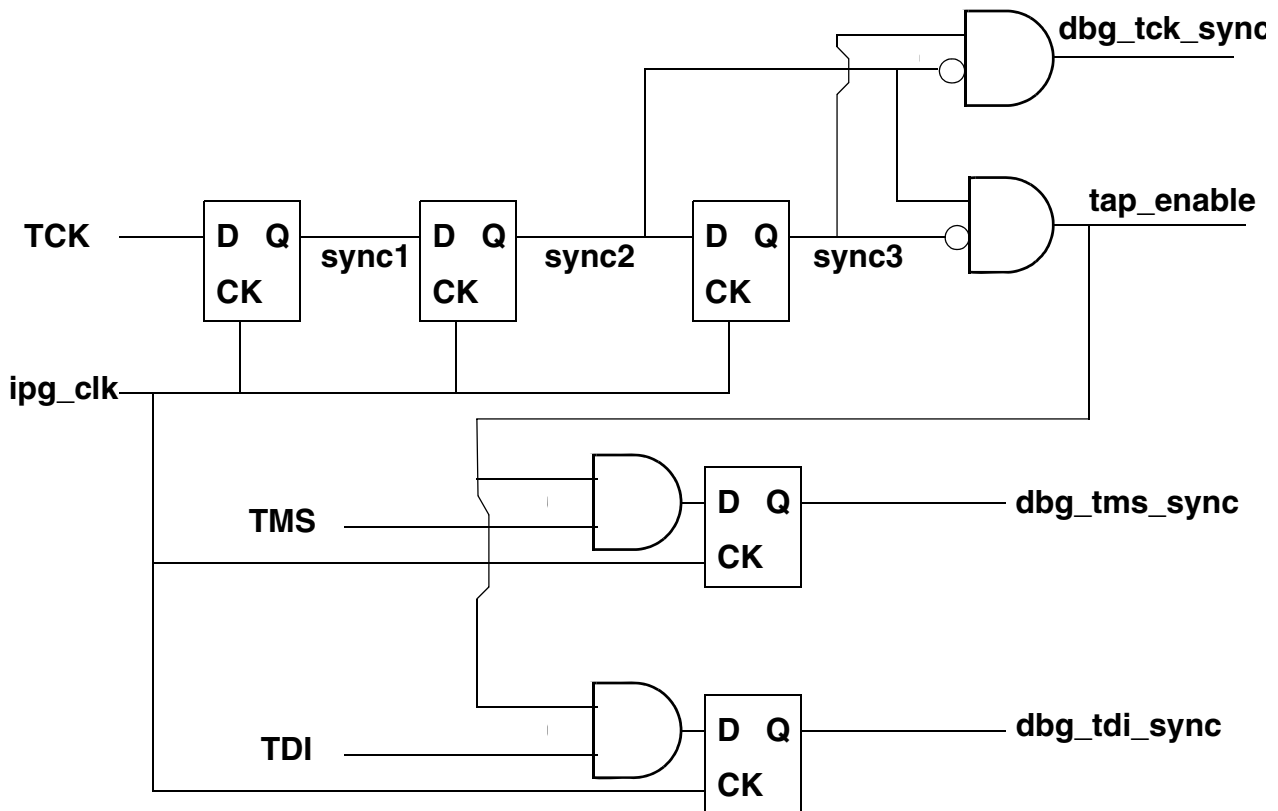 dbg_tck_sync
tap_enable
TCK
D Q
CK
sync1
D Q
CK
sync2
D Q
CK
sync3
ipg_clk
TMS
D Q
CK
dbg_tms_sync
TDI
D Q
CK
dbg_tdi_sync